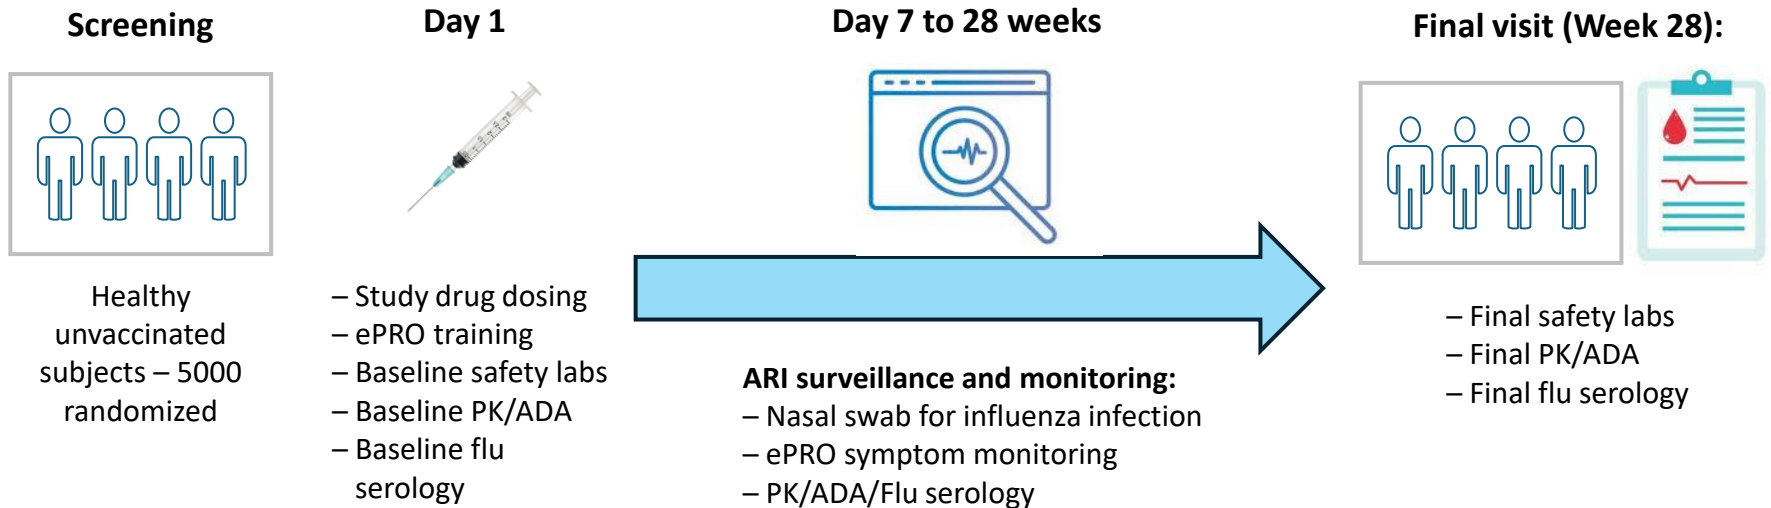 Screening
Healthy
unvaccinated
subjects – 5000
randomized
Day 1
– Study drug dosing
– ePRO training
– Baseline safety labs
– Baseline PK/ADA
– Baseline flu
serology
Day 7 to 28 weeks
ARI surveillance and monitoring:
– Nasal swab for influenza infection
– ePRO symptom monitoring
– PK/ADA/Flu serology
Final visit (Week 28):
– Final safety labs
– Final PK/ADA
– Final flu serology